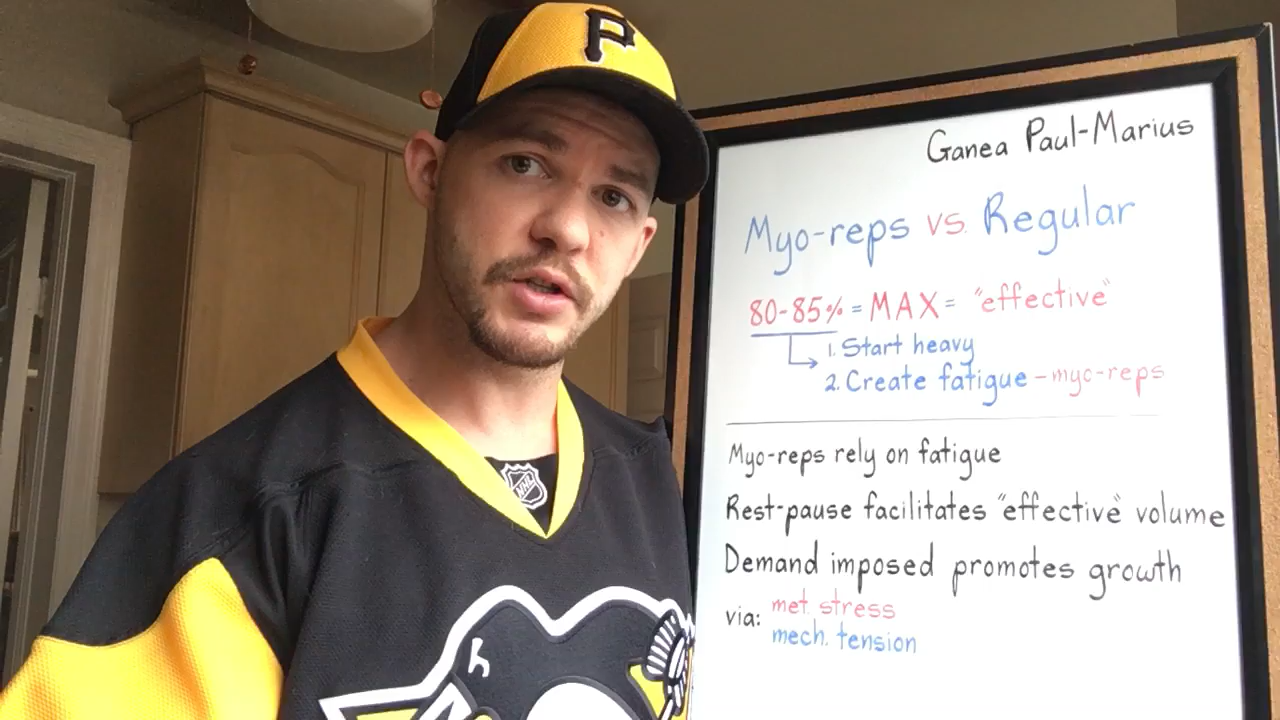 P
NHL
Ganea Paul-Marius
Myo-reps vs. Regular
80-85% = MAX = "effective"
1. Start heavy
2. Create fatigue - myo-reps
Myo-reps rely on fatigue
Rest-pause facilitates "effective" volume
Demand imposed promotes growth
via: met. stress
mech. tension